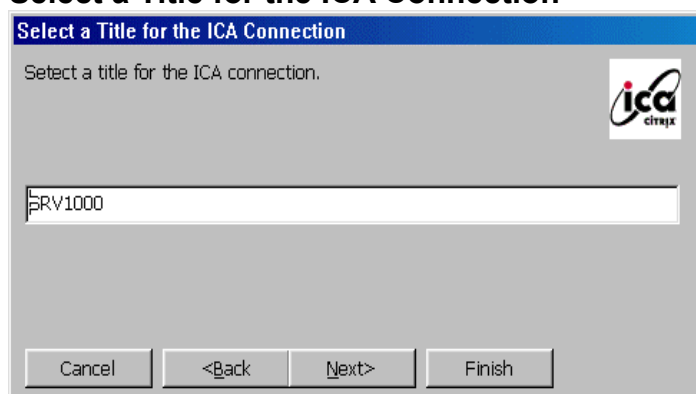 Select a Title for the ICA Connection
Select a Title for the ICA Connection
Setect a title for the ICA connection.
ica
CITRIX
SRV1000
Cancel
<Back
Next>
Finish